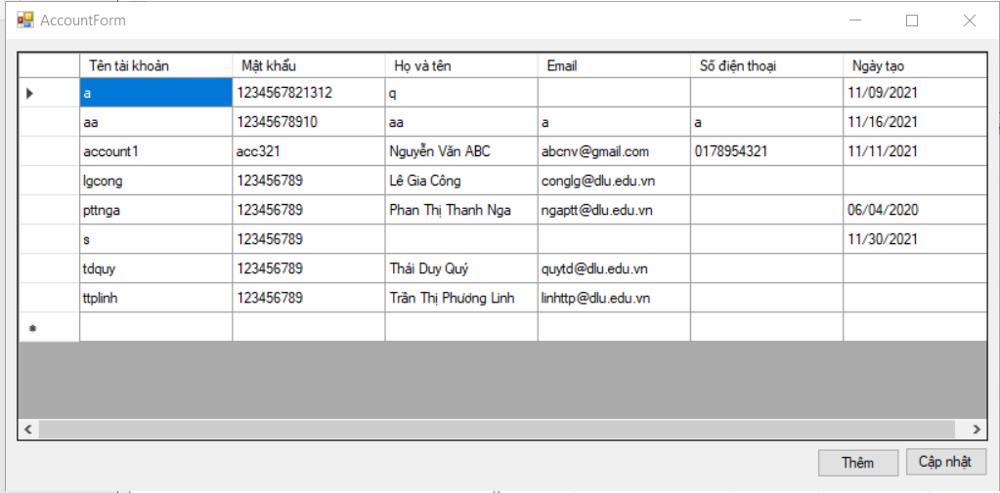 AccountForm
Tên tài khoản Mật khẩu Họ và tên Email Số điện thoại Ngày tạo
a 1234567821312 q 11/09/2021
aa 12345678910 aa a a 11/16/2021
account1 acc321 Nguyễn Văn ABC abcnv@gmail.com 0178954321 11/11/2021
lgcong 123456789 Lê Gia Công conglg@dlu.edu.vn
pttnga 123456789 Phan Thị Thanh Nga ngaptt@dlu.edu.vn 06/04/2020
s 123456789 11/30/2021
tdquy 123456789 Thái Duy Quý quytd@dlu.edu.vn
ttplinh 123456789 Trần Thị Phương Linh linhttp@dlu.edu.vn
Thêm Cập nhật